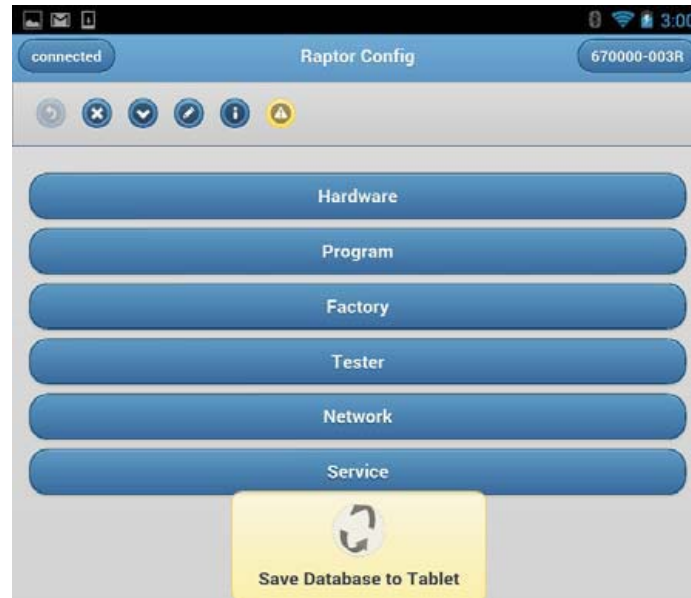 3:00
connected
Raptor Config
670000-003R
Hardware
Program
Factory
Tester
Network
Service
Save Database to Tablet